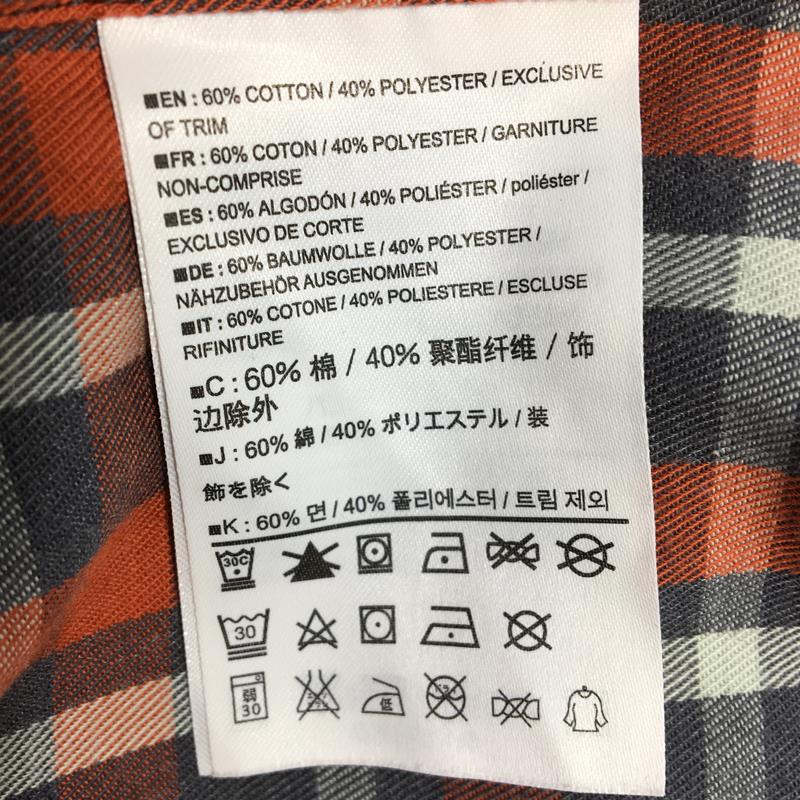 ■EN : 60% COTTON / 40% POLYESTER / EXCLUSIVE
OF TRIM
■FR : 60% COTON / 40% POLYESTER / GARNITURE
NON-COMPRISE
■ES : 60% ALGODÓN / 40% POLIÉSTER / poliéster /
EXCLUSIVO DE CORTE
■DE : 60% BAUMWOLLE / 40% POLYESTER /
NÄHZUBEHÖR AUSGENOMMEN
■IT : 60% COTONE / 40% POLIESTERE / ESCLUSE
RIFINITURE
■C : 60% 棉 / 40% 聚酯纤维 / 饰
边除外
■J : 60% 綿 / 40% ポリエステル / 装
飾を除く
■K : 60% 면 / 40% 폴리에스터 / 트림 제외
30C
30
弱
30
低